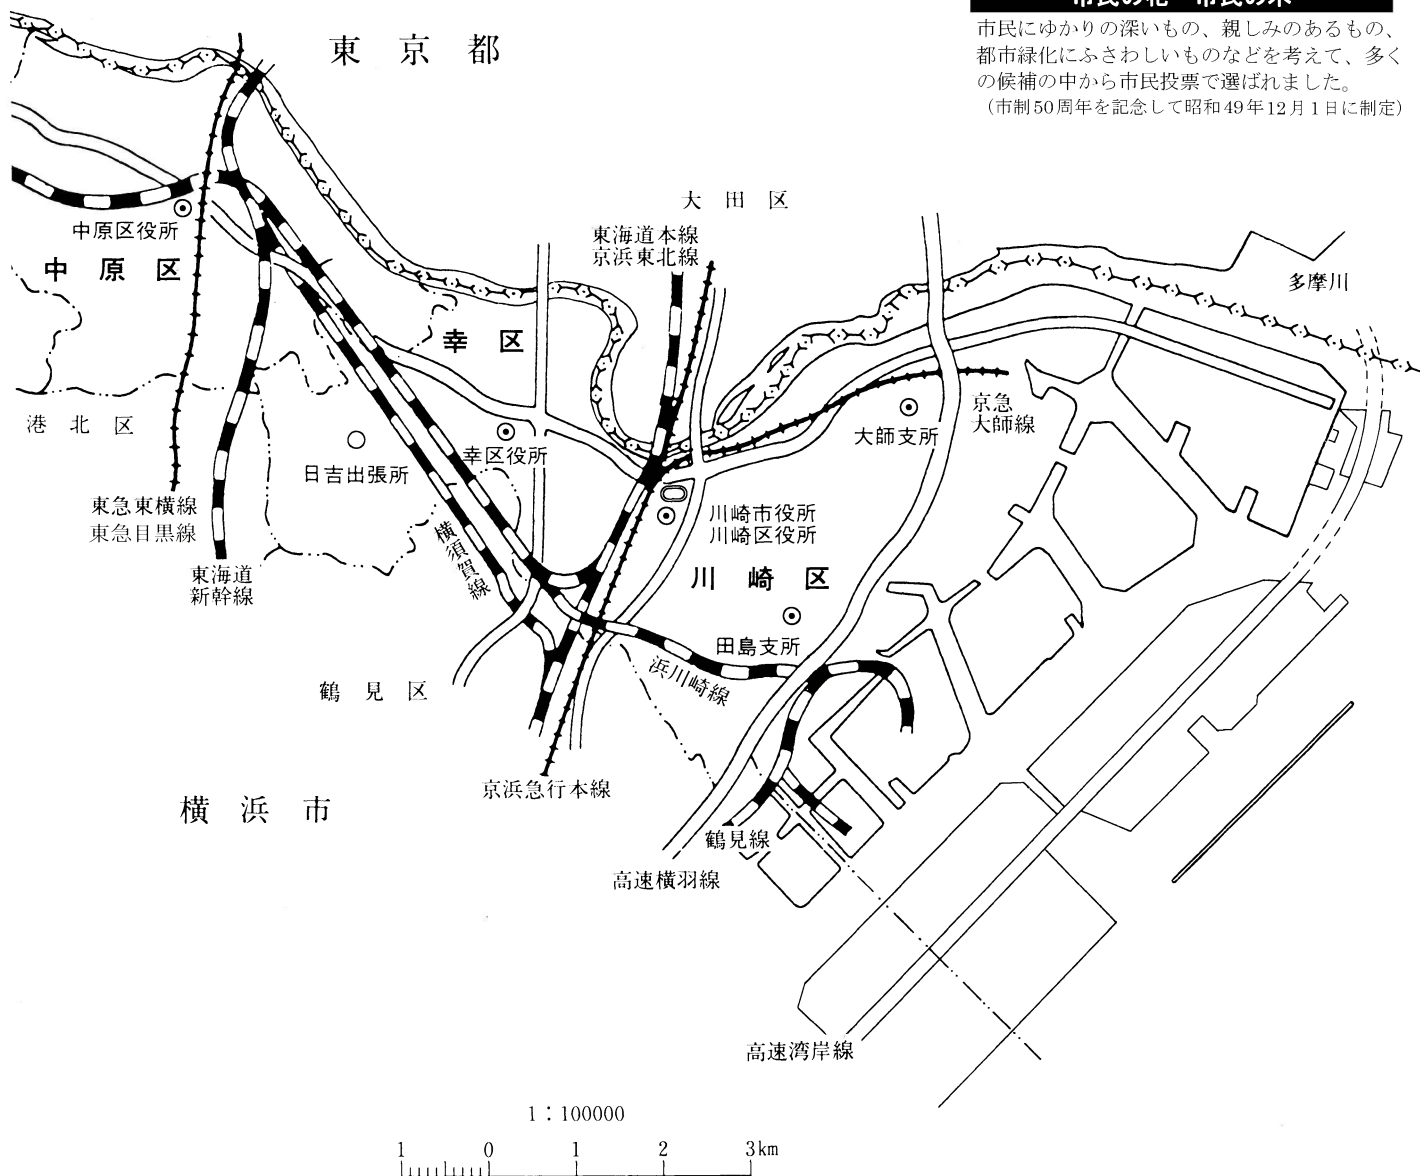 市民の花 市民の木
市民にゆかりの深いもの、親しみのあるもの、
都市緑化にふさわしいものなどを考えて、多く
の候補の中から市民投票で選ばれました。
（市制50周年を記念して昭和49年12月1日に制定）
東京都
大田区
東海道本線
京浜東北線
中原区役所
中原区
多摩川
幸区
港北区
京急
大師線
大師支所
幸区役所
日吉出張所
東急東横線
東急目黒線
川崎市役所
川崎区役所
横須賀線
東海道
新幹線
川崎区
田島支所
浜川崎線
鶴見区
京浜急行本線
横浜市
鶴見線
高速横羽線
高速湾岸線
1：100000
1 0 1 2 3km